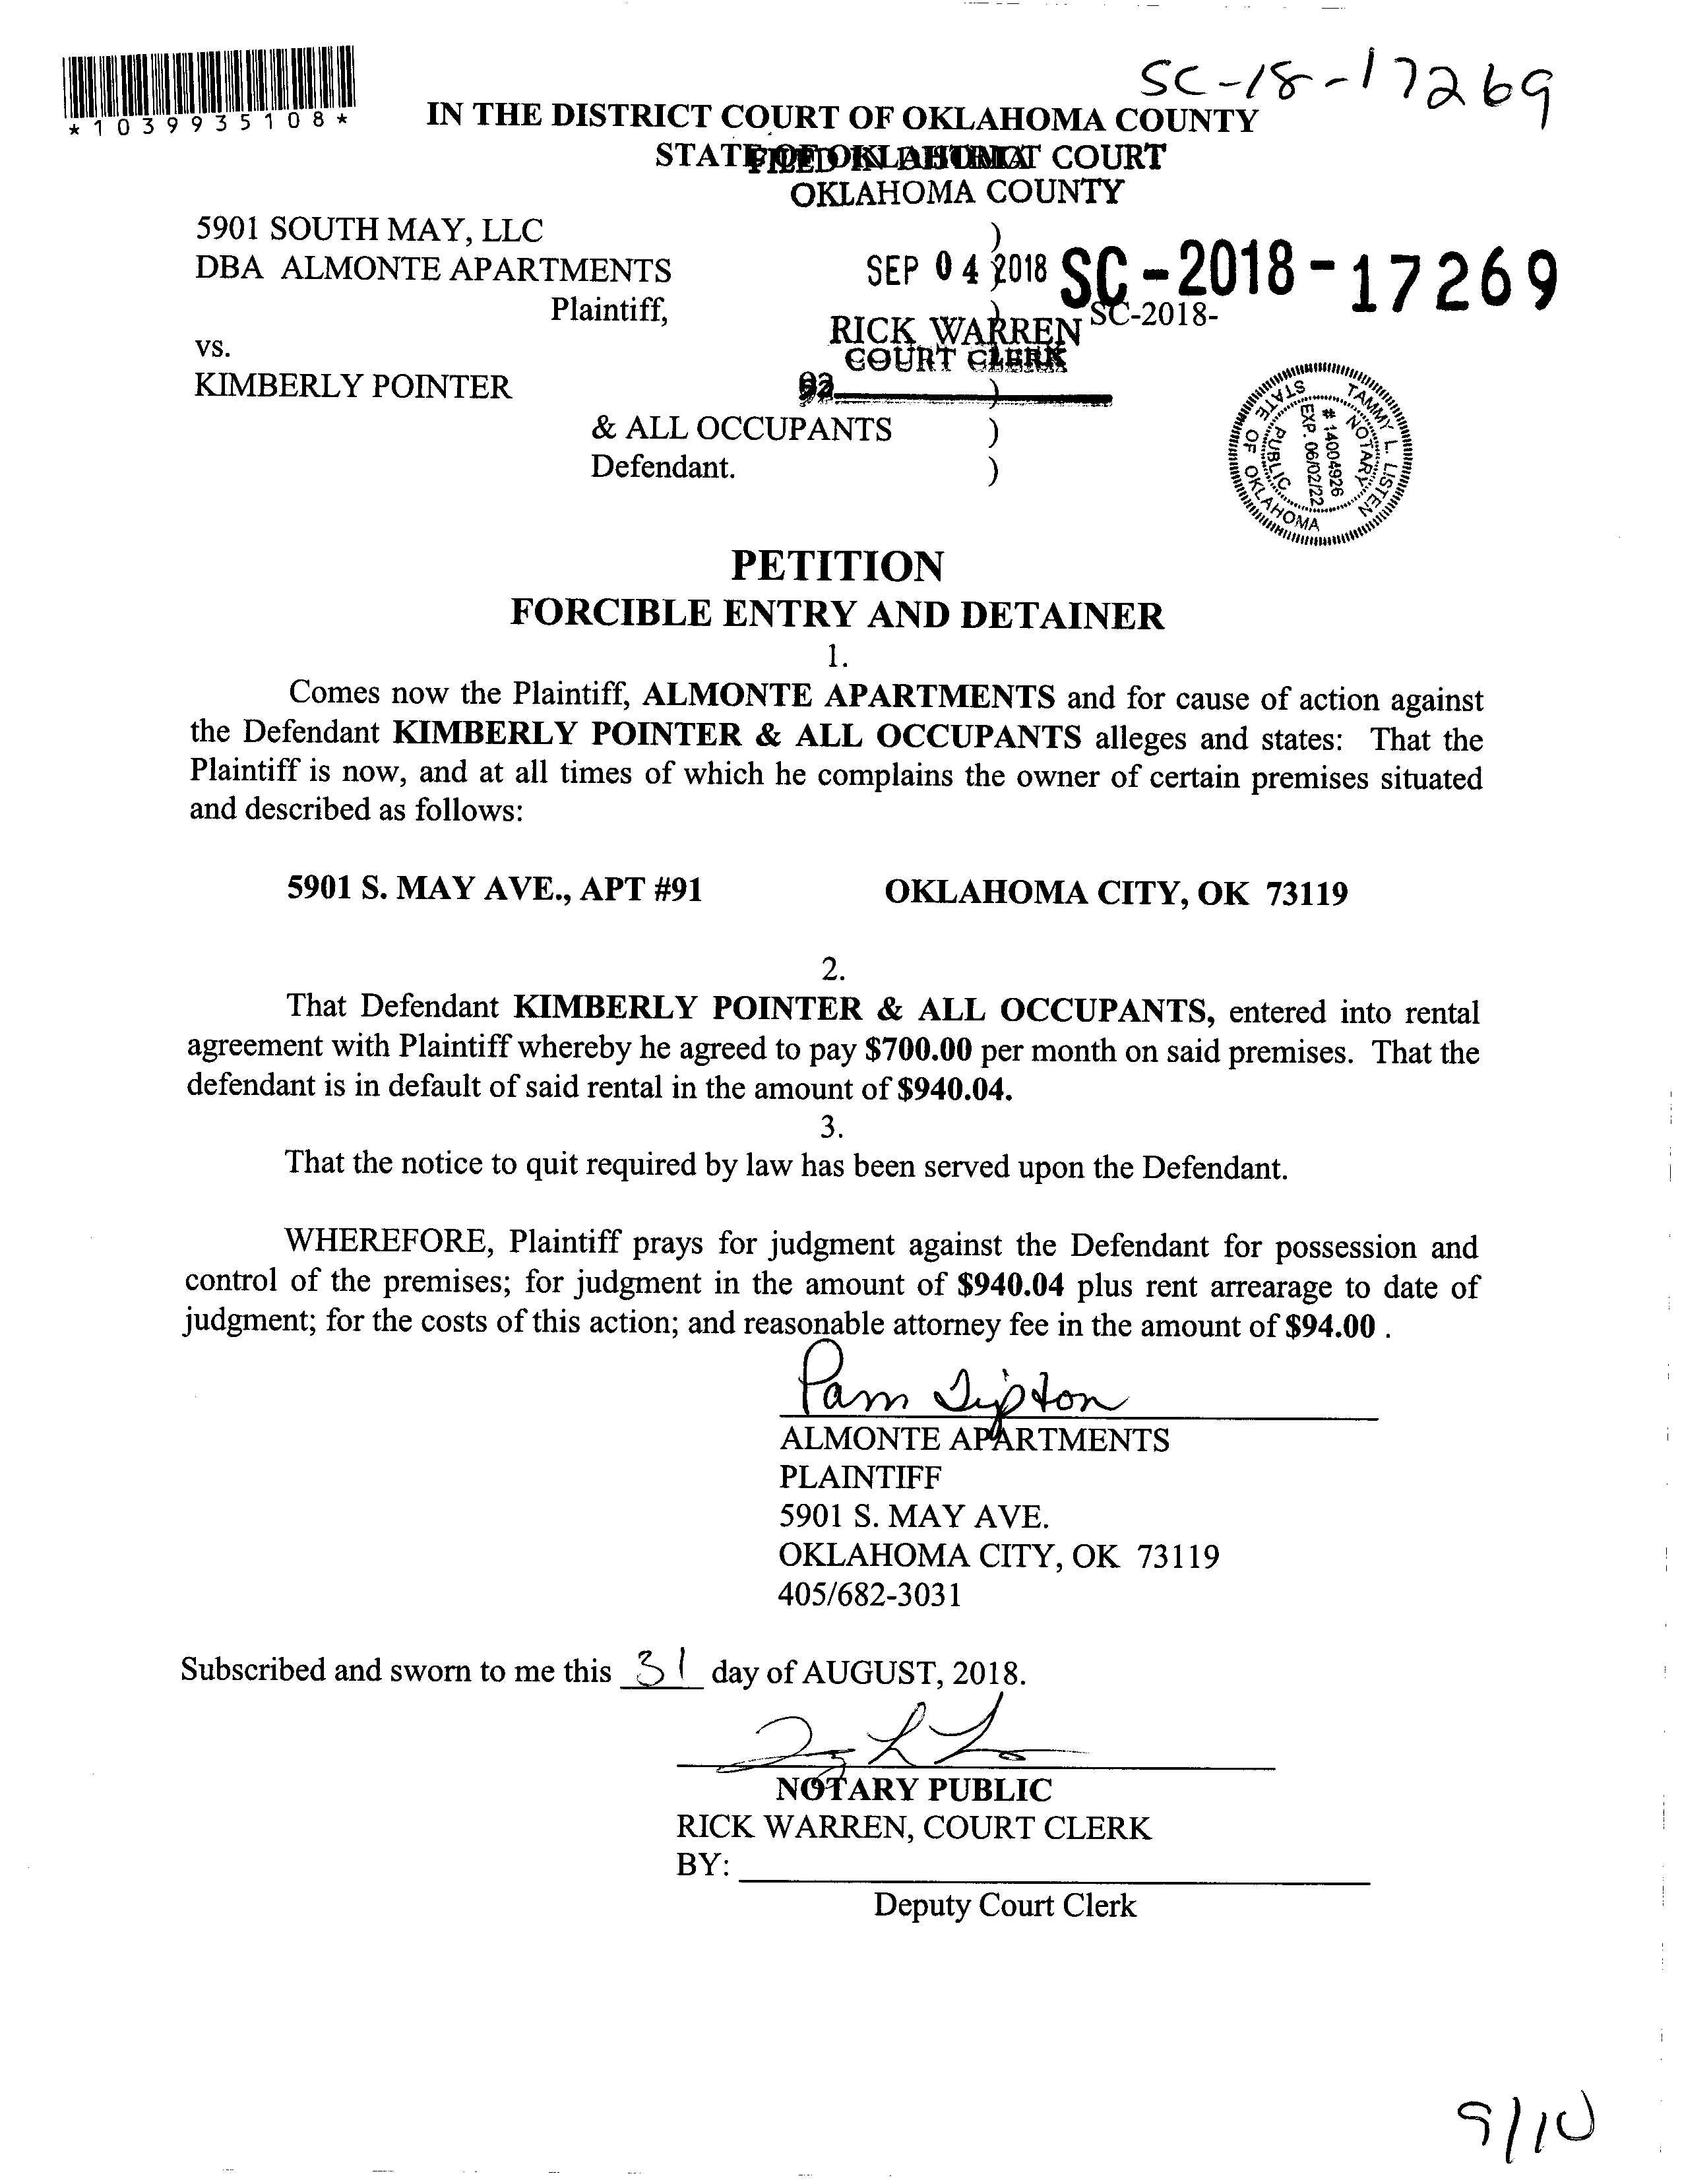 SC-18-17269
*1039935108*
IN THE DISTRICT COURT OF OKLAHOMA COUNTY
STATE OF OKLAHOMA
FILED IN DISTRICT COURT
OKLAHOMA COUNTY
5901 SOUTH MAY, LLC )
DBA ALMONTE APARTMENTS )
SEP 04 2018 SC-2018-17269
Plaintiff, )
SC-2018-
RICK WARREN
COURT CLERK
vs.
KIMBERLY POINTER )
& ALL OCCUPANTS )
Defendant. )
TAMMY L. LISTEN
NOTARY
# 14004926
EXP. 06/02/22
PUBLIC
STATE OF OKLAHOMA
PETITION
FORCIBLE ENTRY AND DETAINER
1.
Comes now the Plaintiff, ALMONTE APARTMENTS and for cause of action against
the Defendant KIMBERLY POINTER & ALL OCCUPANTS alleges and states: That the
Plaintiff is now, and at all times of which he complains the owner of certain premises situated
and described as follows:
5901 S. MAY AVE., APT #91 OKLAHOMA CITY, OK 73119
2.
That Defendant KIMBERLY POINTER & ALL OCCUPANTS, entered into rental
agreement with Plaintiff whereby he agreed to pay $700.00 per month on said premises. That the
defendant is in default of said rental in the amount of $940.04.
3.
That the notice to quit required by law has been served upon the Defendant.
WHEREFORE, Plaintiff prays for judgment against the Defendant for possession and
control of the premises; for judgment in the amount of $940.04 plus rent arrearage to date of
judgment; for the costs of this action; and reasonable attorney fee in the amount of $94.00 .
Pam Tipton
ALMONTE APARTMENTS
PLAINTIFF
5901 S. MAY AVE.
OKLAHOMA CITY, OK 73119
405/682-3031
Subscribed and sworn to me this 31 day of AUGUST, 2018.
NOTARY PUBLIC
RICK WARREN, COURT CLERK
BY:
Deputy Court Clerk
9/10